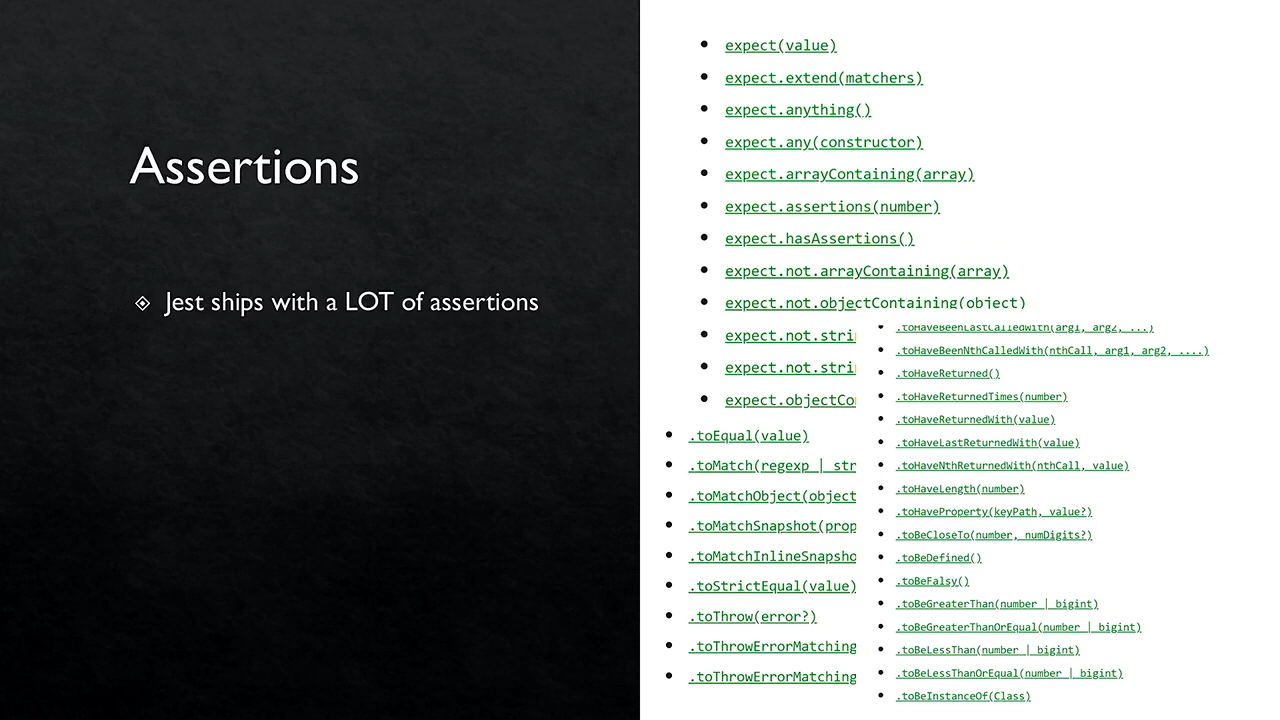 Assertions
Jest ships with a LOT of assertions
expect(value)
expect.extend(matchers)
expect.anything()
expect.any(constructor)
expect.arrayContaining(array)
expect.assertions(number)
expect.hasAssertions()
expect.not.arrayContaining(array)
expect.not.objectContaining(object)
expect.not.stri
expect.not.stri
expect.objectCo
.toEqual(value)
.toMatch(regexp | str
.toMatchObject(object
.toMatchSnapshot(prop
.toMatchInlineSnapsho
.toStrictEqual(value)
.toThrow(error?)
.toThrowErrorMatching
.toThrowErrorMatching
.toHaveBeenLastCalledWith(arg1, arg2, ...)
.toHaveBeenNthCalledWith(nthCall, arg1, arg2, ....)
.toHaveReturned()
.toHaveReturnedTimes(number)
.toHaveReturnedWith(value)
.toHaveLastReturnedWith(value)
.toHaveNthReturnedWith(nthCall, value)
.toHaveLength(number)
.toHaveProperty(keyPath, value?)
.toBeCloseTo(number, numDigits?)
.toBeDefined()
.toBeFalsy()
.toBeGreaterThan(number | bigint)
.toBeGreaterThanOrEqual(number | bigint)
.toBeLessThan(number | bigint)
.toBeLessThanOrEqual(number | bigint)
.toBeInstanceOf(Class)